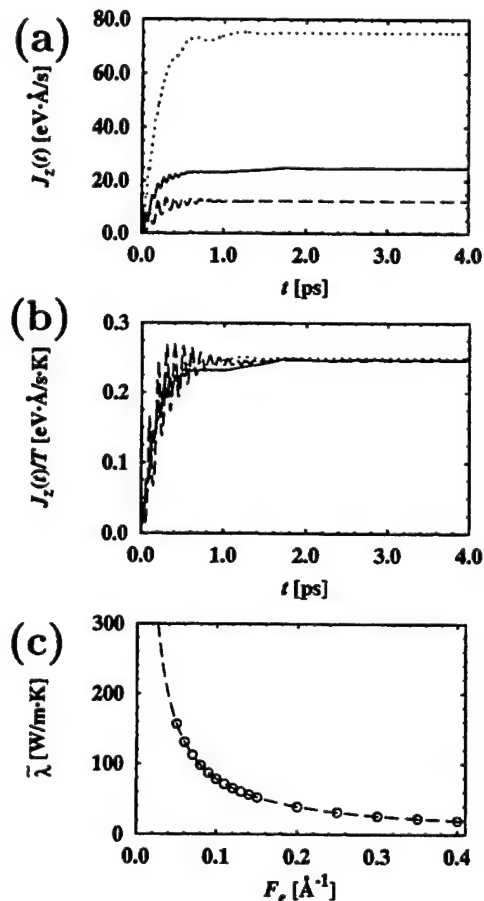 (a)
80.0
60.0
40.0
20.0
0
J_z(t) [eV·Å/s]
0.0 1.0 2.0 3.0 4.0
t [ps]
(b)
0.3
0.2
0.1
0.0
J_z(t)/T [eV·Å/s·K]
0.0 1.0 2.0 3.0 4.0
t [ps]
(c)
300
200
100
0
λ̃ [W/m·K]
0.0 0.1 0.2 0.3 0.4
F_e [Å⁻¹]